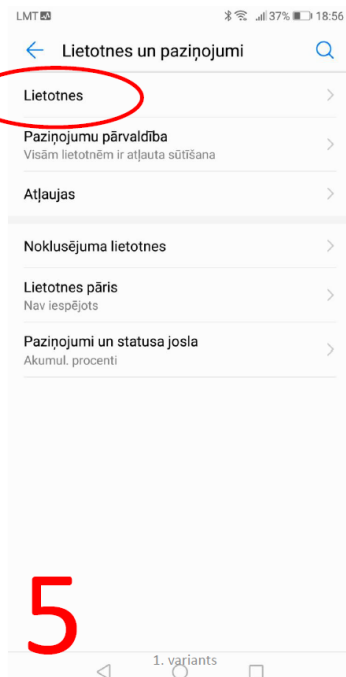 LMT 37% 18:56
Lietotnes un paziņojumi
Lietotnes
Paziņojumu pārvaldība
Visām lietotnēm ir atļauta sūtīšana
Atļaujas
Noklusējuma lietotnes
Lietotnes pāris
Nav iespējots
Paziņojumi un statusa josla
Akumul. procenti
5
1. variants